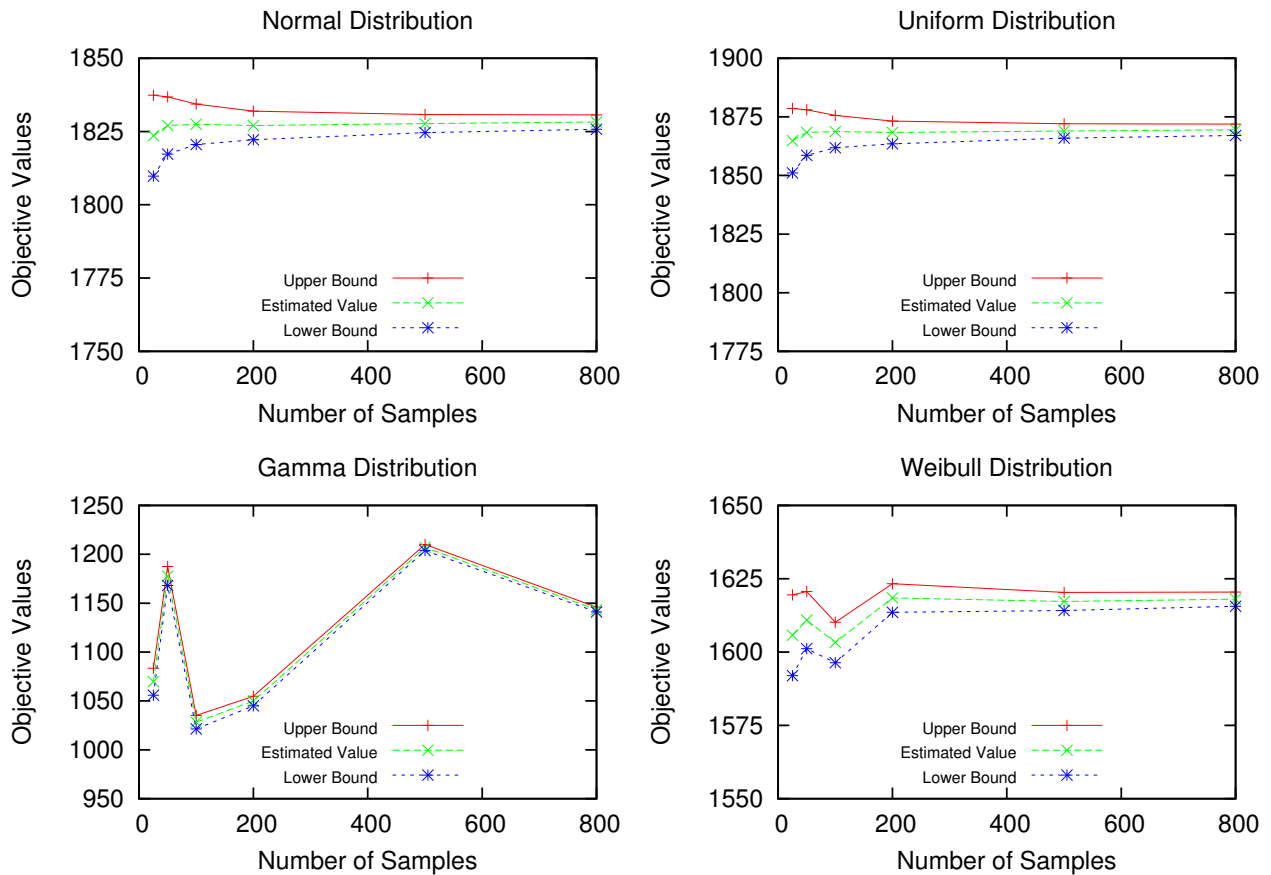 Normal Distribution
Objective Values
1850
1825
1800
1775
1750
Upper Bound
Estimated Value
Lower Bound
0 200 400 600 800
Number of Samples
Uniform Distribution
Objective Values
1900
1875
1850
1825
1800
1775
Upper Bound
Estimated Value
Lower Bound
0 200 400 600 800
Number of Samples
Gamma Distribution
Objective Values
1250
1200
1150
1100
1050
1000
950
Upper Bound
Estimated Value
Lower Bound
0 200 400 600 800
Number of Samples
Weibull Distribution
Objective Values
1650
1625
1600
1575
1550
Upper Bound
Estimated Value
Lower Bound
0 200 400 600 800
Number of Samples